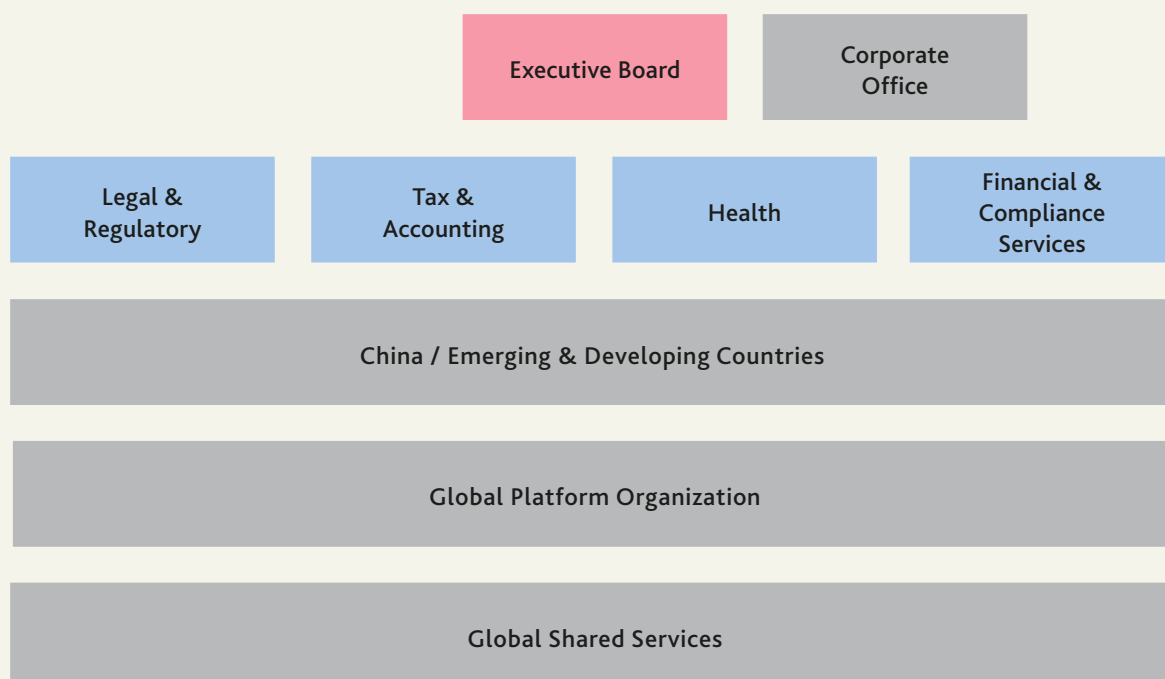 Executive Board
Corporate
Office
Legal &
Regulatory
Tax &
Accounting
Health
Financial &
Compliance
Services
China / Emerging & Developing Countries
Global Platform Organization
Global Shared Services